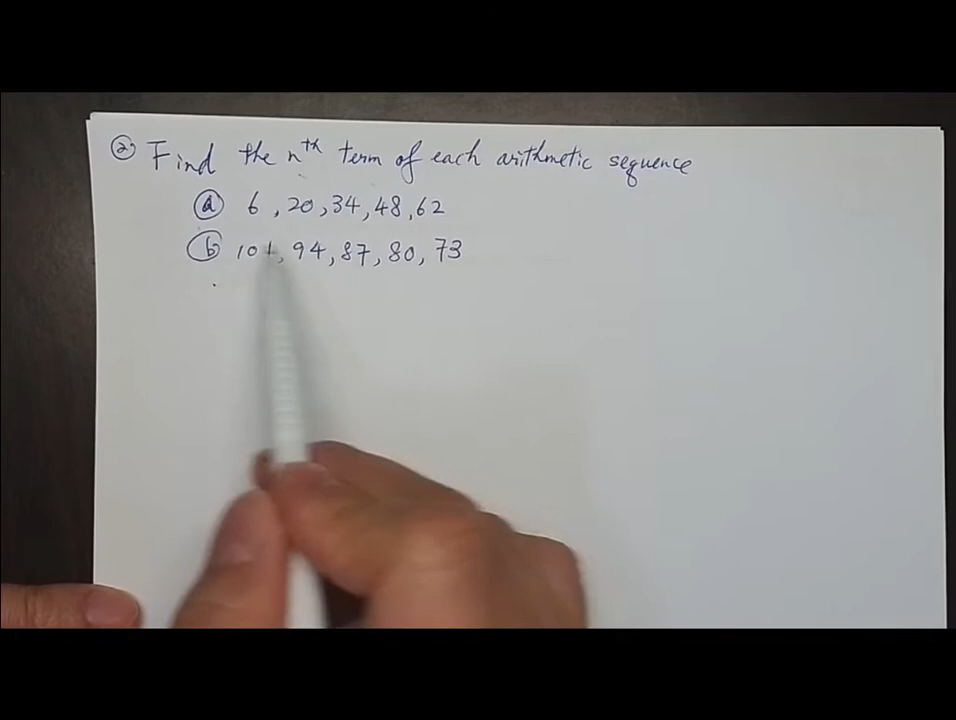 ② Find the nth term of each arithmetic sequence
ⓐ 6, 20, 34, 48, 62
ⓑ 101, 94, 87, 80, 73